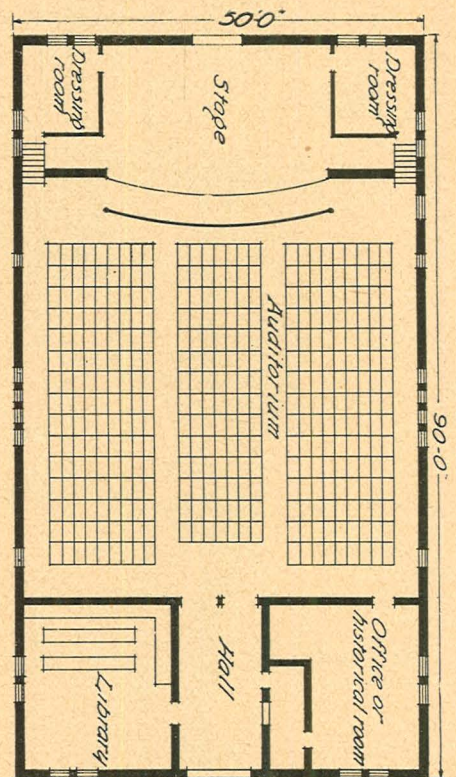 50'-0"
Dressing
room
Stage
Dressing
room
Auditorium
90'-0"
Hall
Library
Office or
historical room